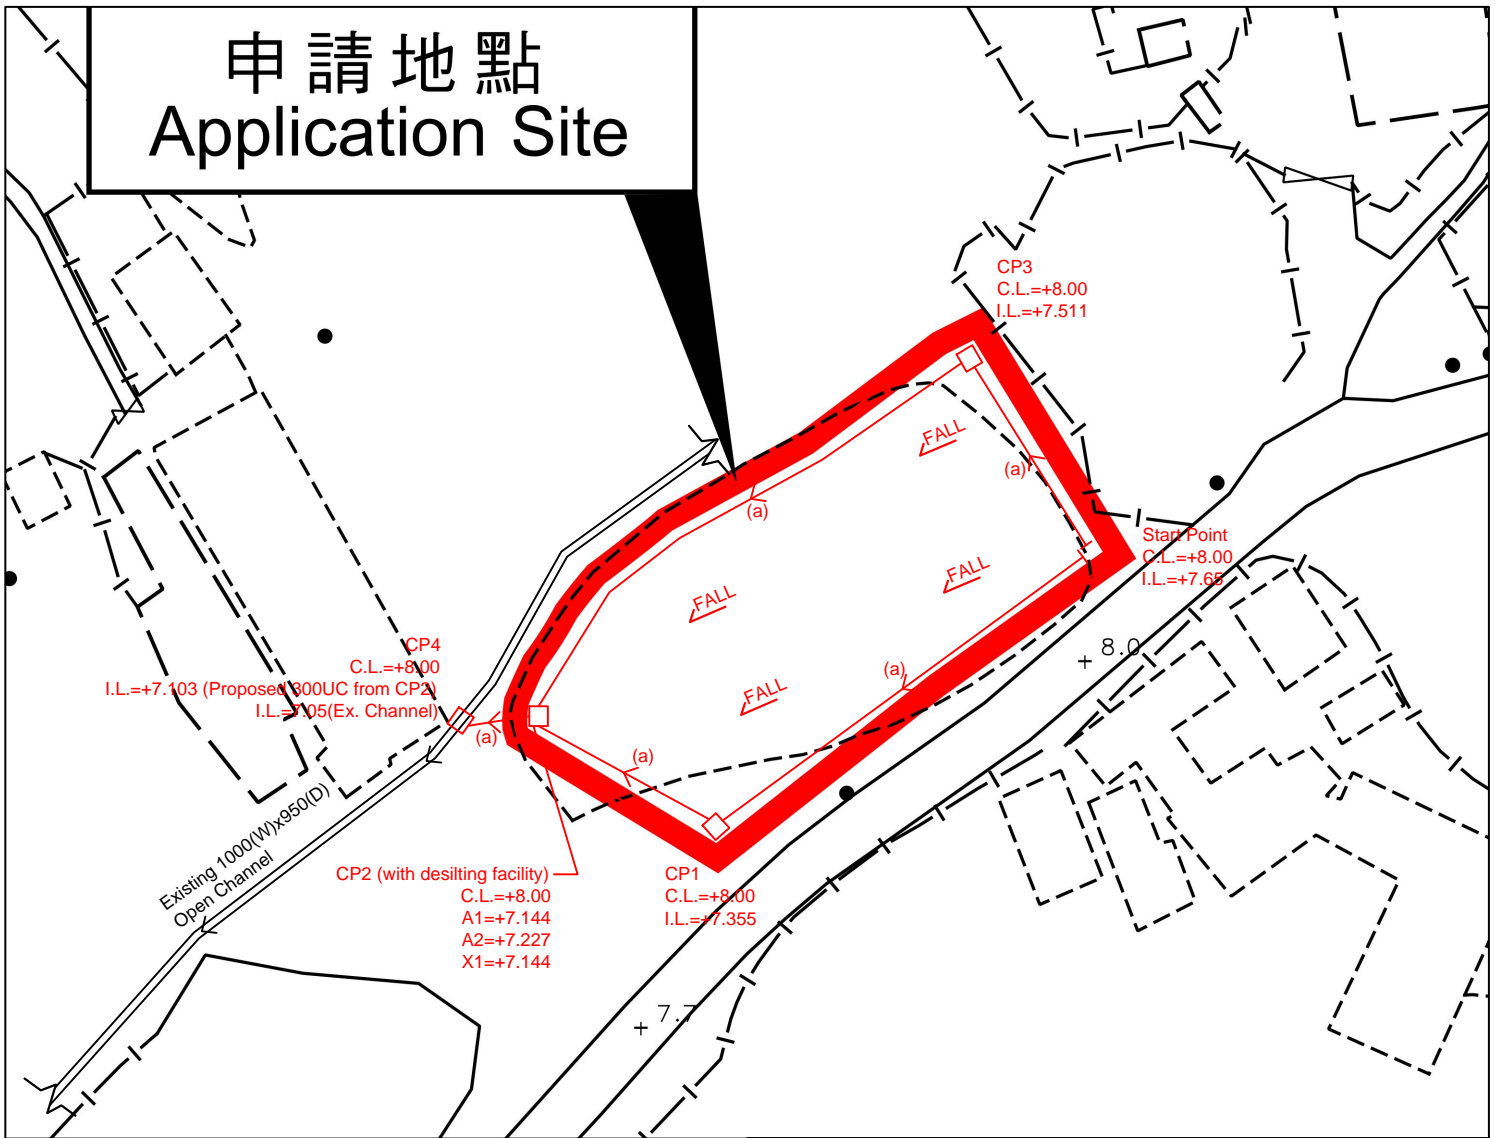 申請地點
Application Site
CP3
C.L.=+8.00
I.L.=+7.511
FALL
(a)
(a)
Start Point
C.L.=+8.00
I.L.=+7.65
FALL
FALL
CP4
C.L.=+8.00
I.L.=+7.103 (Proposed 300UC from CP2)
I.L.=7.05(Ex. Channel)
+ 8.0
(a)
FALL
(a)
(a)
Existing 1000(W)x950(D)
Open Channel
CP2 (with desilting facility)
C.L.=+8.00
A1=+7.144
A2=+7.227
X1=+7.144
CP1
C.L.=+8.00
I.L.=+7.355
+ 7.7